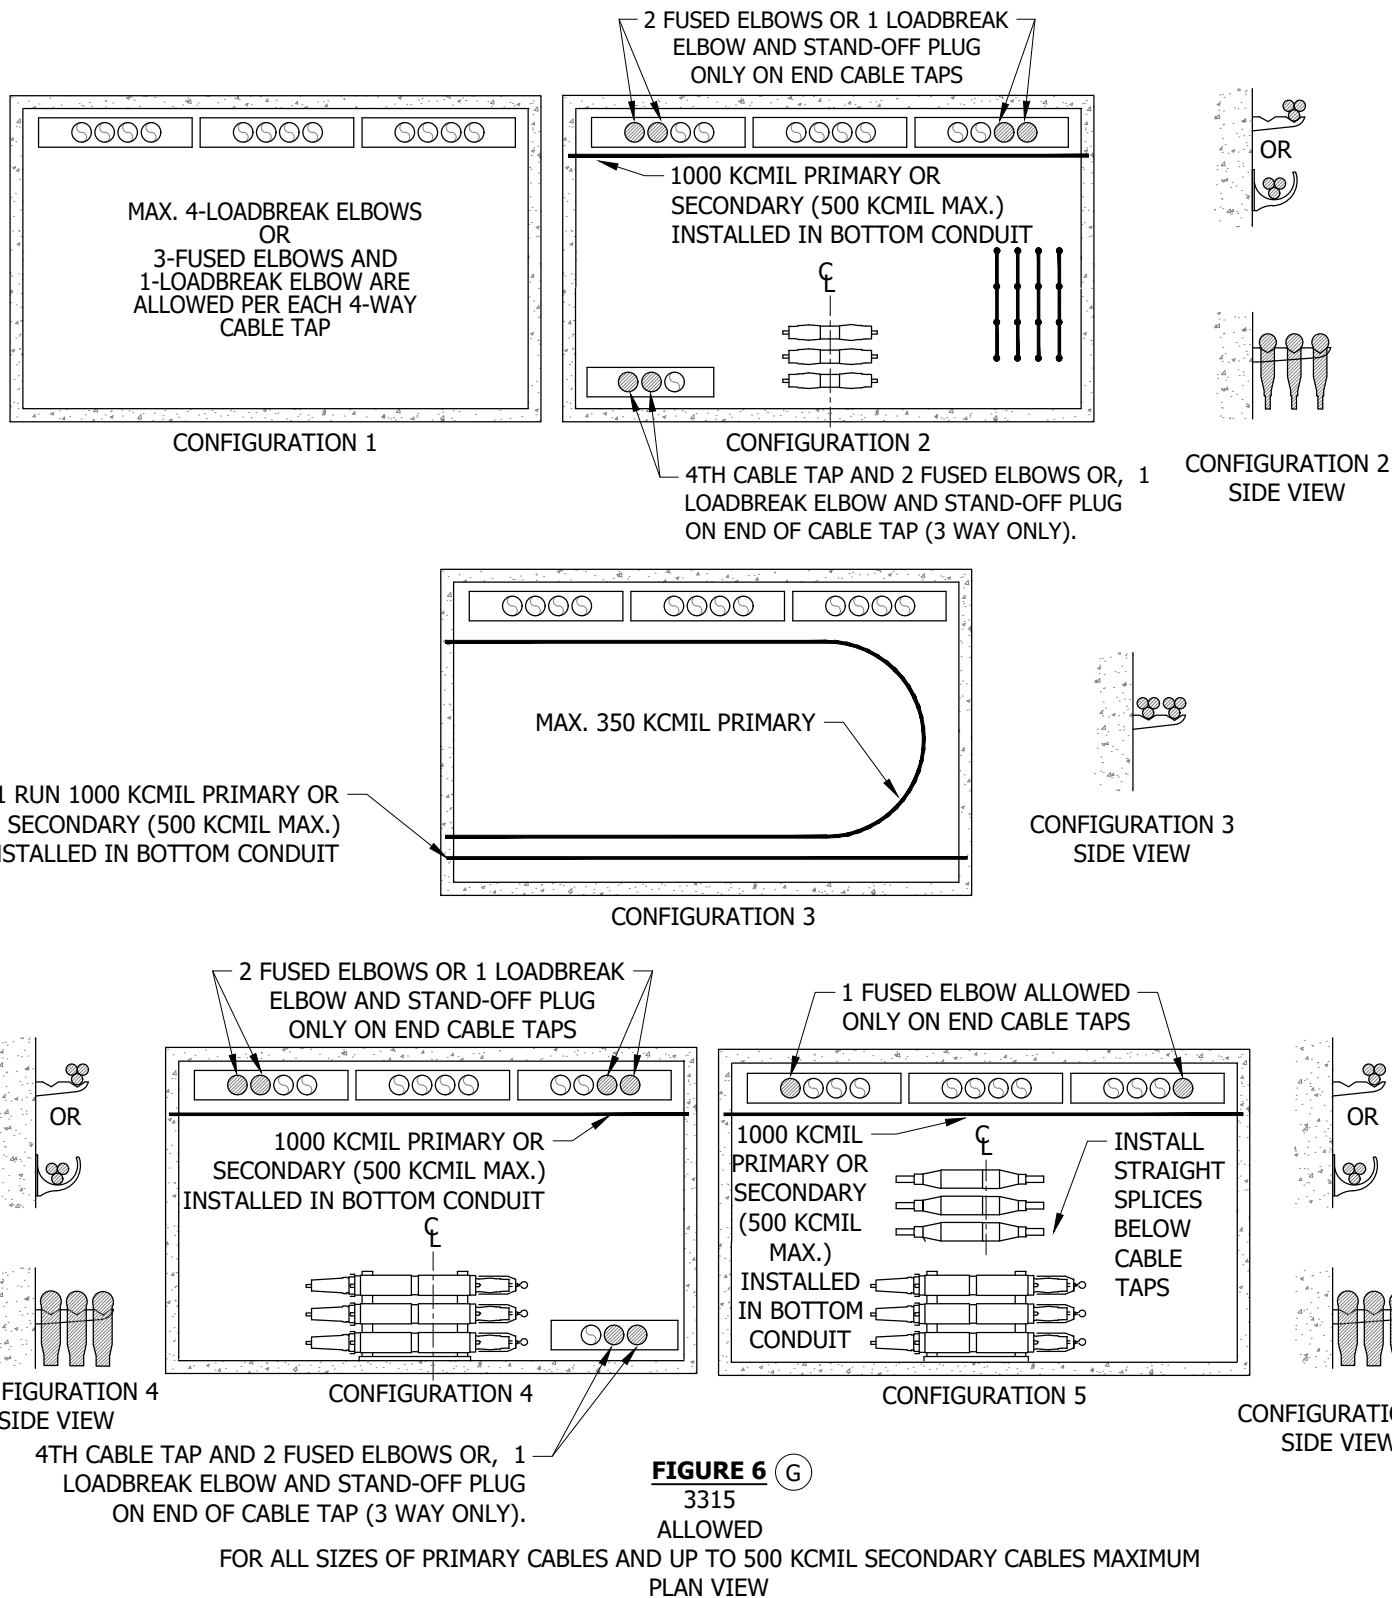 2 FUSED ELBOWS OR 1 LOADBREAK
ELBOW AND STAND-OFF PLUG
ONLY ON END CABLE TAPS
MAX. 4-LOADBREAK ELBOWS
OR
3-FUSED ELBOWS AND
1-LOADBREAK ELBOW ARE
ALLOWED PER EACH 4-WAY
CABLE TAP
CONFIGURATION 1
1000 KCMIL PRIMARY OR
SECONDARY (500 KCMIL MAX.)
INSTALLED IN BOTTOM CONDUIT
CL
CONFIGURATION 2
4TH CABLE TAP AND 2 FUSED ELBOWS OR, 1
LOADBREAK ELBOW AND STAND-OFF PLUG
ON END OF CABLE TAP (3 WAY ONLY).
OR
CONFIGURATION 2
SIDE VIEW
MAX. 350 KCMIL PRIMARY
1 RUN 1000 KCMIL PRIMARY OR
SECONDARY (500 KCMIL MAX.)
NSTALLED IN BOTTOM CONDUIT
CONFIGURATION 3
CONFIGURATION 3
SIDE VIEW
OR
FIGURATION 4
SIDE VIEW
2 FUSED ELBOWS OR 1 LOADBREAK
ELBOW AND STAND-OFF PLUG
ONLY ON END CABLE TAPS
1000 KCMIL PRIMARY OR
SECONDARY (500 KCMIL MAX.)
INSTALLED IN BOTTOM CONDUIT
CL
CONFIGURATION 4
4TH CABLE TAP AND 2 FUSED ELBOWS OR, 1
LOADBREAK ELBOW AND STAND-OFF PLUG
ON END OF CABLE TAP (3 WAY ONLY).
1 FUSED ELBOW ALLOWED
ONLY ON END CABLE TAPS
1000 KCMIL
PRIMARY OR
SECONDARY
(500 KCMIL
MAX.)
INSTALLED
IN BOTTOM
CONDUIT
CL
INSTALL
STRAIGHT
SPLICES
BELOW
CABLE
TAPS
CONFIGURATION 5
OR
CONFIGURATIO
SIDE VIEW
FIGURE 6 G
3315
ALLOWED
FOR ALL SIZES OF PRIMARY CABLES AND UP TO 500 KCMIL SECONDARY CABLES MAXIMUM
PLAN VIEW